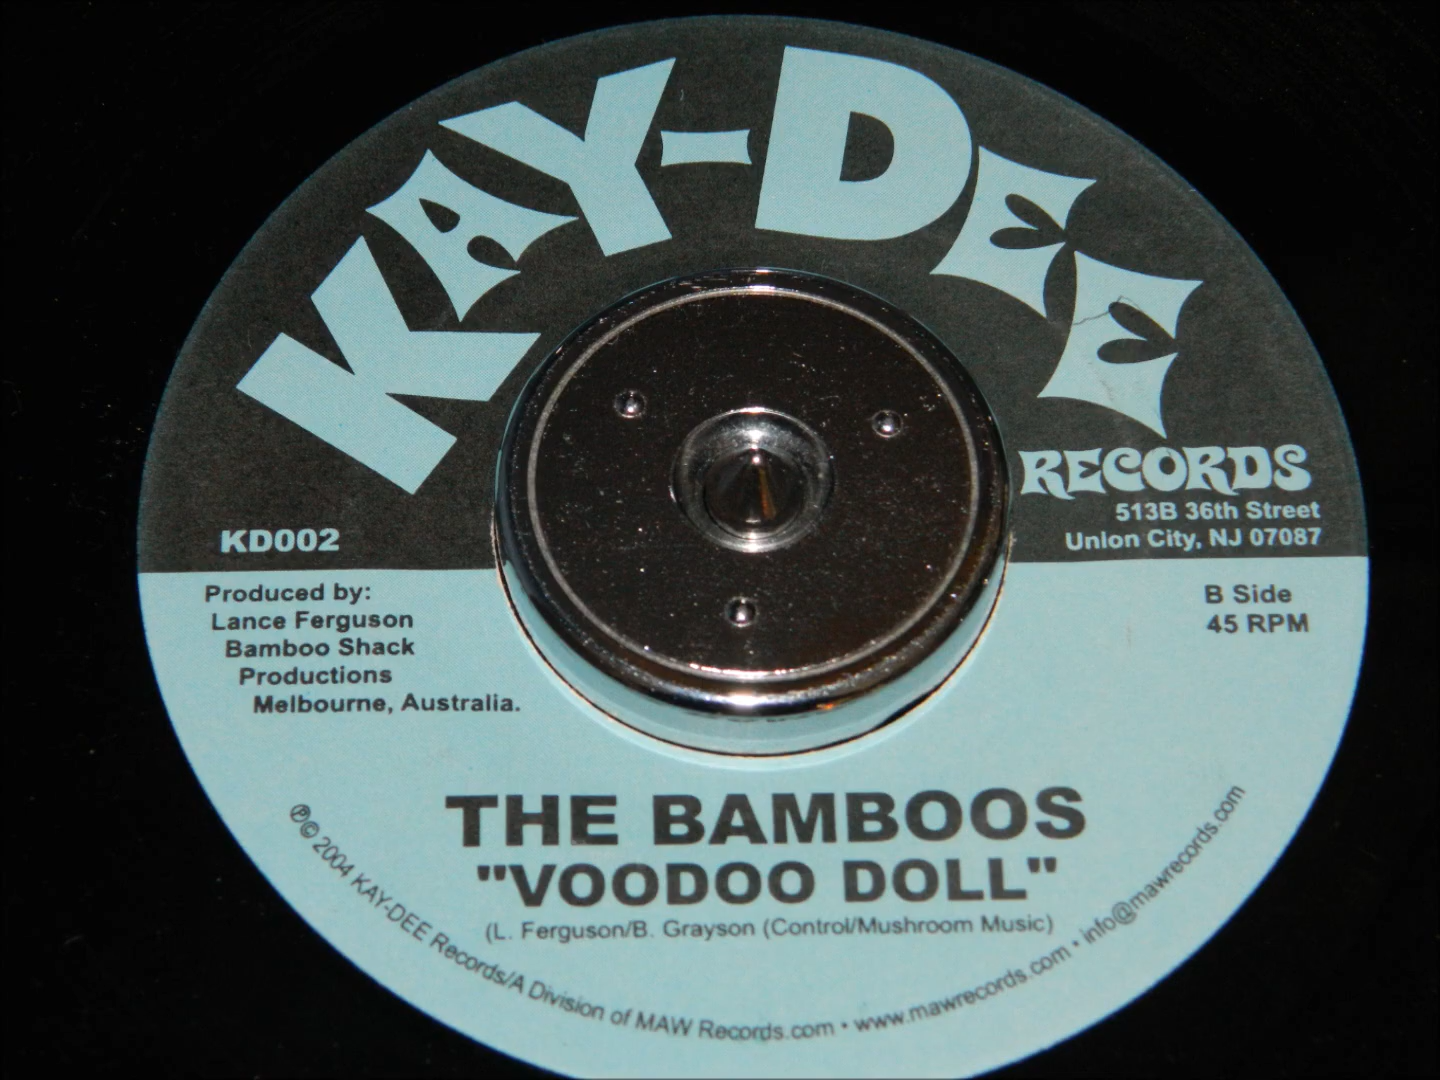 KAY-DEE
RECORDS
513B 36th Street
Union City, NJ 07087
KD002
Produced by:
Lance Ferguson
Bamboo Shack
Productions
Melbourne, Australia.
B Side
45 RPM
THE BAMBOOS
"VOODOO DOLL"
(L. Ferguson/B. Grayson (Control/Mushroom Music)
℗© 2004 KAY-DEE Records/A Division of MAW Records.com • www.mawrecords.com • info@mawrecords.com